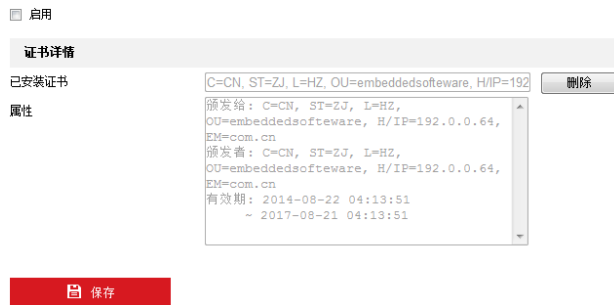 启用
证书详情
已安装证书 C=CN, ST=ZJ, L=HZ, OU=embeddedsofteware, H/IP=192 删除
属性 颁发给: C=CN, ST=ZJ, L=HZ,
OU=embeddedsofteware, H/IP=192.0.0.64,
EM=com.cn
颁发者: C=CN, ST=ZJ, L=HZ,
OU=embeddedsofteware, H/IP=192.0.0.64,
EM=com.cn
有效期: 2014-08-22 04:13:51
~ 2017-08-21 04:13:51
保存